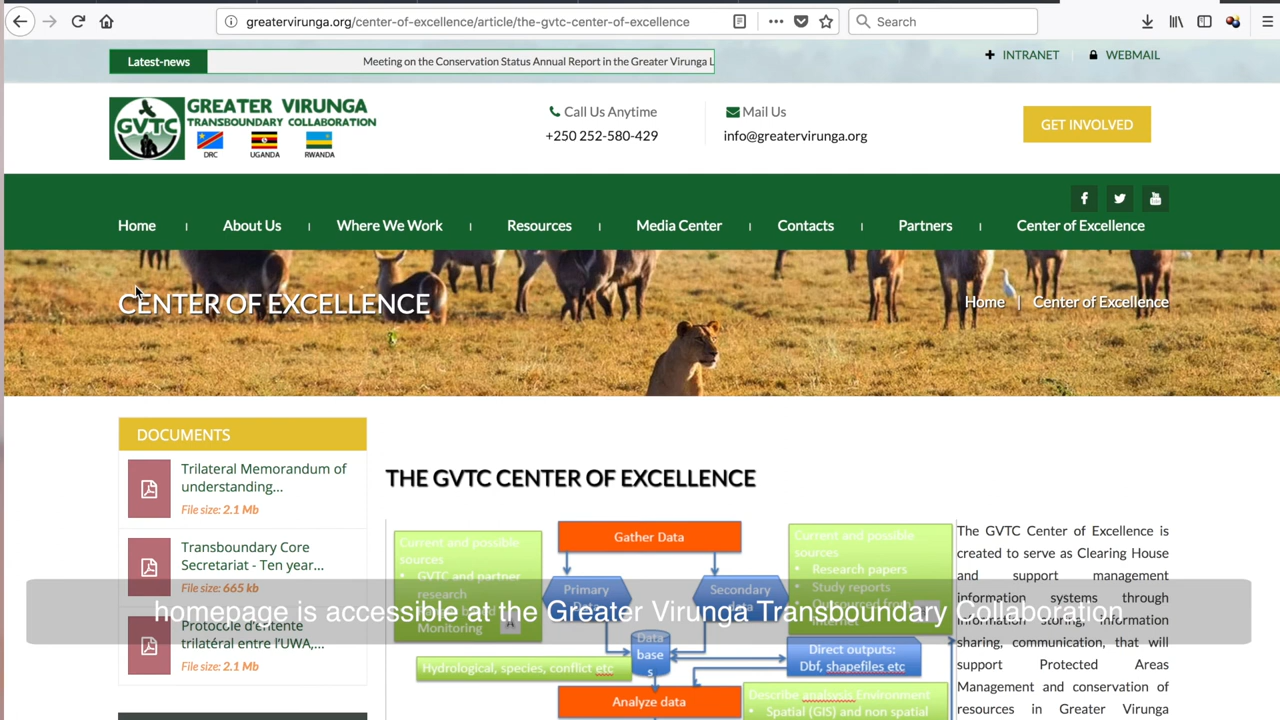 greatervirunga.org/center-of-excellence/article/the-gvtc-center-of-excellence
Search
Latest-news
Meeting on the Conservation Status Annual Report in the Greater Virunga L
INTRANET
WEBMAIL
GVTC
GREATER VIRUNGA
TRANSBOUNDARY COLLABORATION
DRC
UGANDA
RWANDA
Call Us Anytime
+250 252-580-429
Mail Us
info@greatervirunga.org
GET INVOLVED
Home
About Us
Where We Work
Resources
Media Center
Contacts
Partners
Center of Excellence
CENTER OF EXCELLENCE
Home | Center of Excellence
DOCUMENTS
Trilateral Memorandum of
understanding...
File size: 2.1 Mb
Transboundary Core
Secretariat - Ten year...
File size: 665 kb
Protocole d'entente
trilatéral entre l'UWA,...
File size: 2.1 Mb
THE GVTC CENTER OF EXCELLENCE
Current and possible
sources
• GVTC and partner
research
Monitoring
Gather Data
Primary
Secondary
Current and possible
sources
• Research papers
• Study reports
Data
base
s
Hydrological, species, conflict etc
Direct outputs:
Dbf, shapefiles etc
Analyze data
Describe analysis Environment
• Spatial (GIS) and non spatial
The GVTC Center of Excellence is
created to serve as Clearing House
and support management
information systems through
information storing, information
sharing, communication, that will
support Protected Areas
Management and conservation of
resources in Greater Virunga
homepage is accessible at the Greater Virunga Transboundary Collaboration